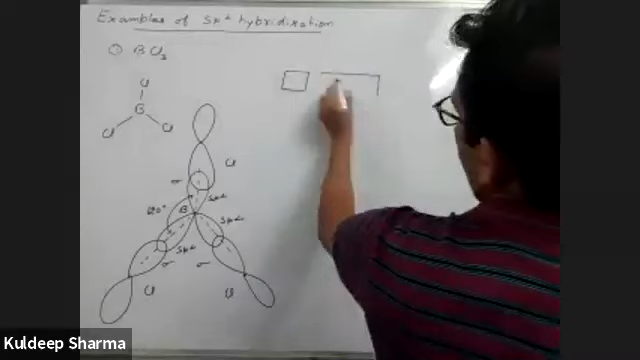 Examples of sp² hybridization
① BCl₃
Cl
B
Cl Cl
Cl
σ sp²
120° B sp²
sp²
σ σ
Cl Cl
Kuldeep Sharma